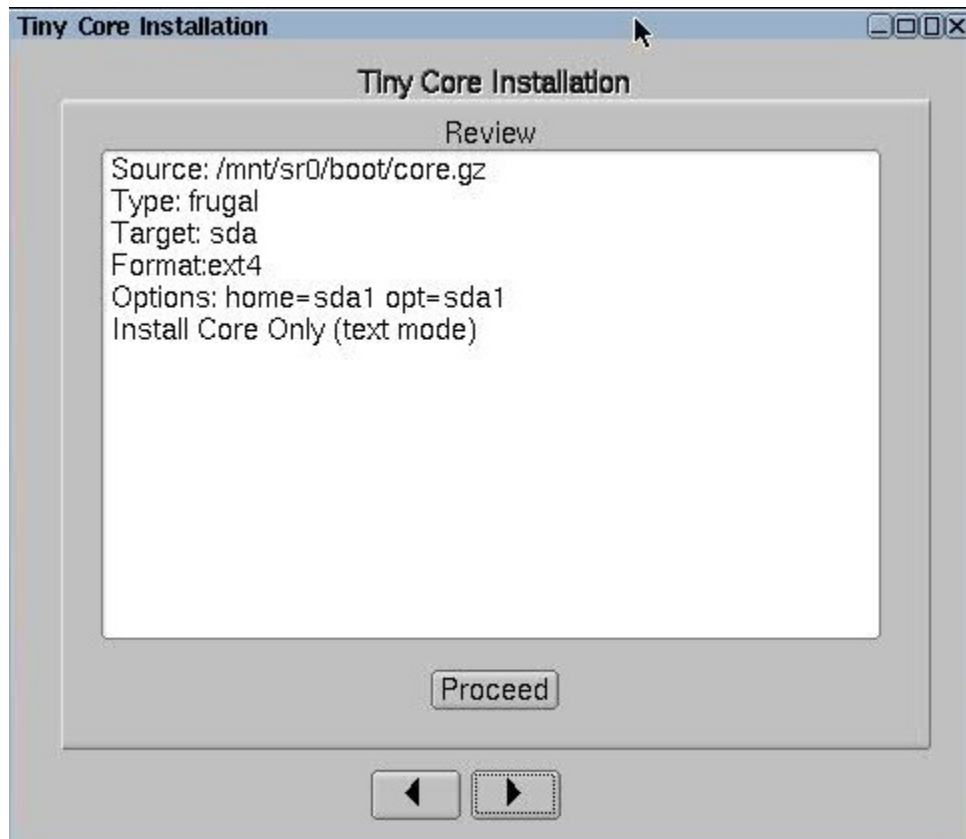 Tiny Core Installation
Tiny Core Installation
Review
Source: /mnt/sr0/boot/core.gz
Type: frugal
Target: sda
Format:ext4
Options: home=sda1 opt=sda1
Install Core Only (text mode)
Proceed